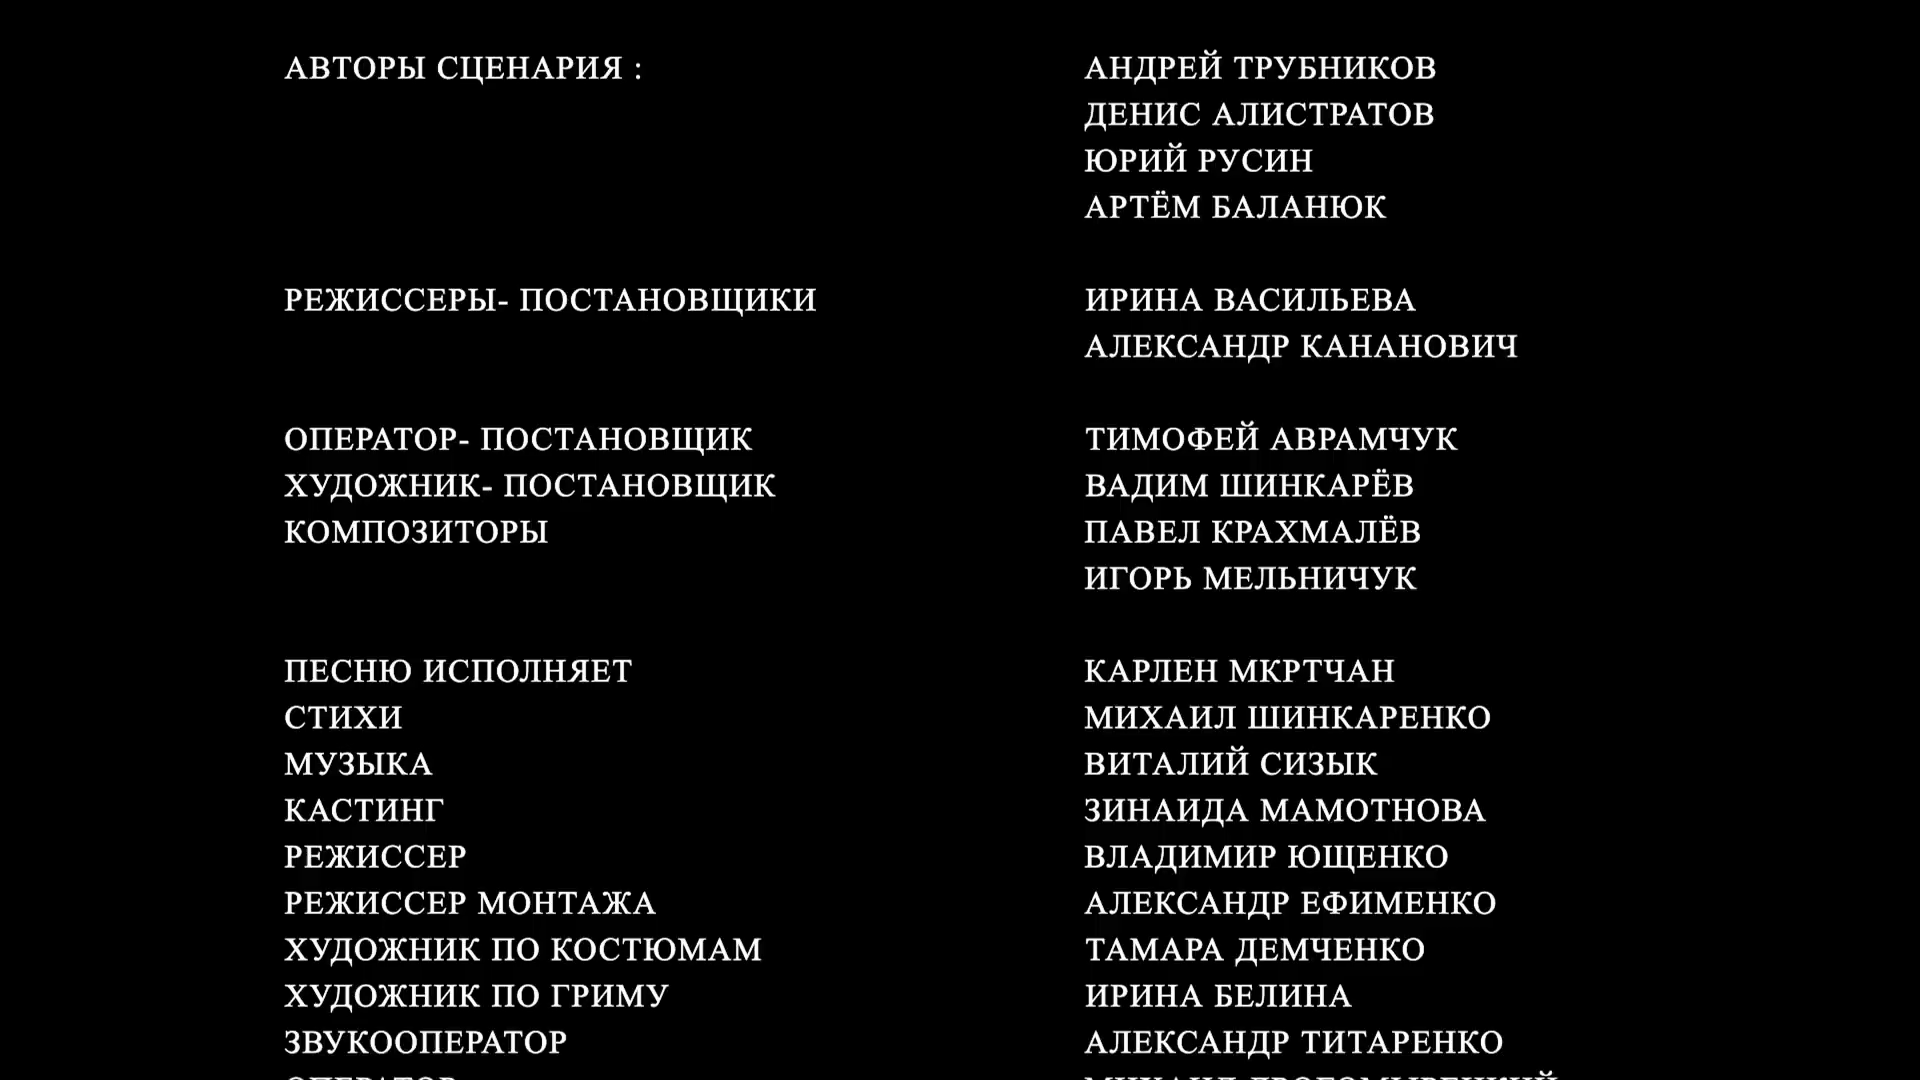 АВТОРЫ СЦЕНАРИЯ : АНДРЕЙ ТРУБНИКОВ
ДЕНИС АЛИСТРАТОВ
ЮРИЙ РУСИН
АРТЁМ БАЛАНЮК
РЕЖИССЕРЫ- ПОСТАНОВЩИКИ ИРИНА ВАСИЛЬЕВА
АЛЕКСАНДР КАНАНОВИЧ
ОПЕРАТОР- ПОСТАНОВЩИК ТИМОФЕЙ АВРАМЧУК
ХУДОЖНИК- ПОСТАНОВЩИК ВАДИМ ШИНКАРЁВ
КОМПОЗИТОРЫ ПАВЕЛ КРАХМАЛЁВ
ИГОРЬ МЕЛЬНИЧУК
ПЕСНЮ ИСПОЛНЯЕТ КАРЛЕН МКРТЧАН
СТИХИ МИХАИЛ ШИНКАРЕНКО
МУЗЫКА ВИТАЛИЙ СИЗЫК
КАСТИНГ ЗИНАИДА МАМОТНОВА
РЕЖИССЕР ВЛАДИМИР ЮЩЕНКО
РЕЖИССЕР МОНТАЖА АЛЕКСАНДР ЕФИМЕНКО
ХУДОЖНИК ПО КОСТЮМАМ ТАМАРА ДЕМЧЕНКО
ХУДОЖНИК ПО ГРИМУ ИРИНА БЕЛИНА
ЗВУКООПЕРАТОР АЛЕКСАНДР ТИТАРЕНКО
ОПЕРАТОР МИХАИЛ